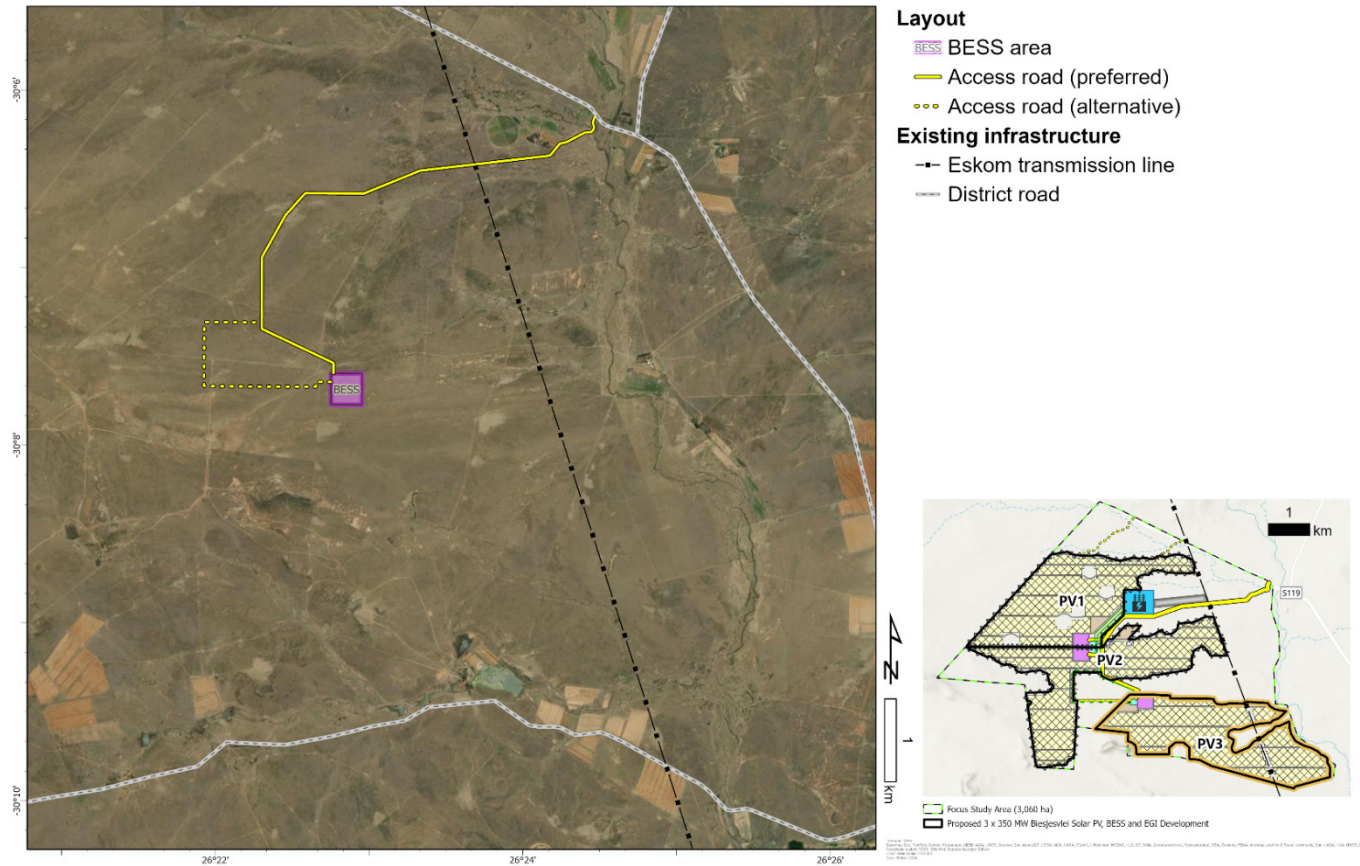 Layout
BESS BESS area
Access road (preferred)
Access road (alternative)
Existing infrastructure
Eskom transmission line
District road
-30°6'
-30°8'
-30°10'
BESS
26°22'
26°24'
26°26'
N
1
km
1
km
S119
PV1
PV2
PV3
Focus Study Area (3,060 ha)
Proposed 3 x 350 MW Biesjesvlei Solar PV, BESS and EGI Development